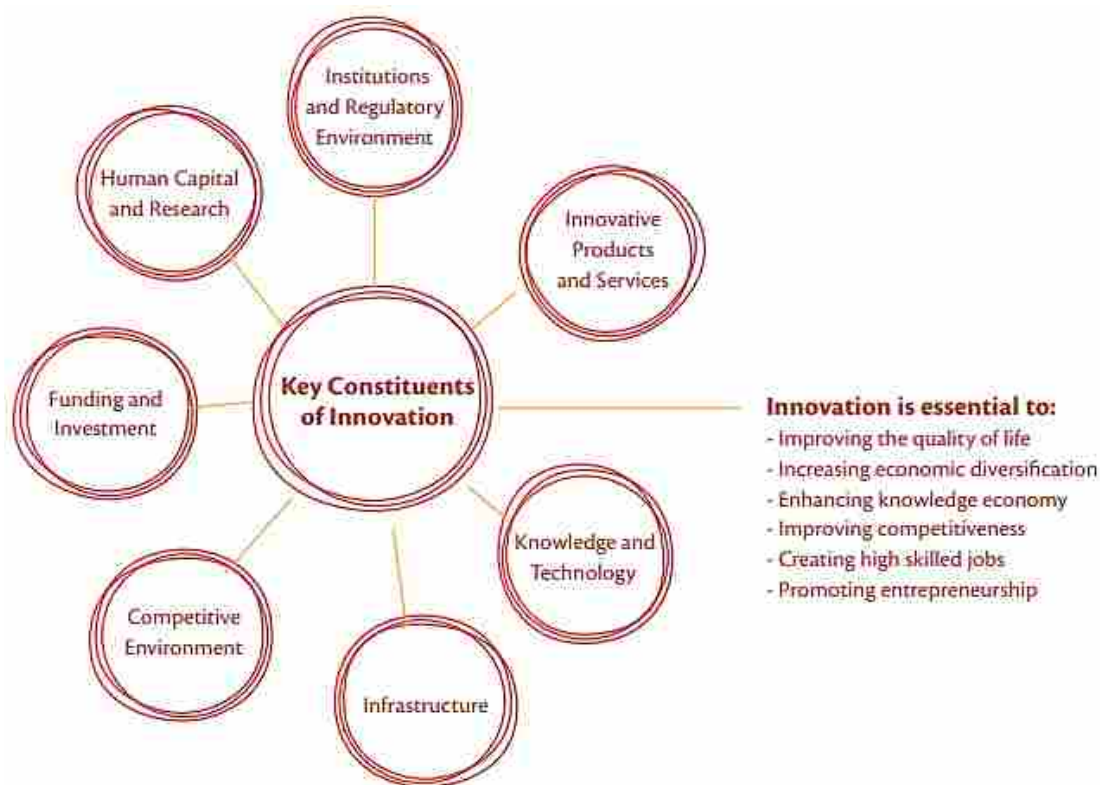 Institutions
and Regulatory
Environment
Human Capital
and Research
Innovative
Products
and Services
Key Constituents
of Innovation
Funding and
Investment
Innovation is essential to:
- Improving the quality of life
- Increasing economic diversification
- Enhancing knowledge economy
- Improving competitiveness
- Creating high skilled jobs
- Promoting entrepreneurship
Knowledge and
Technology
Competitive
Environment
Infrastructure